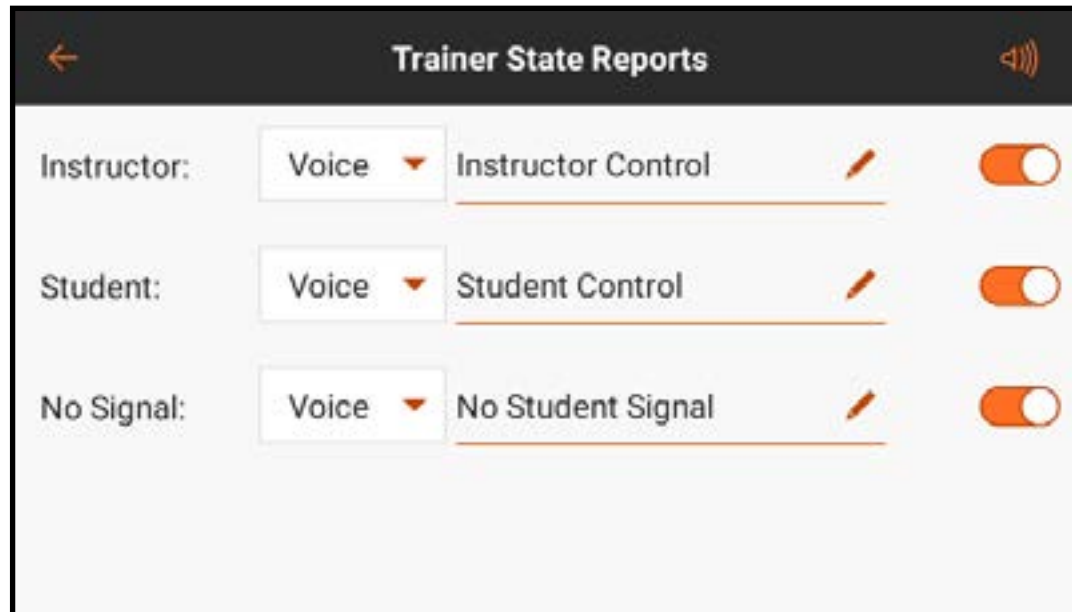 Trainer State Reports
Instructor: Voice Instructor Control
Student: Voice Student Control
No Signal: Voice No Student Signal